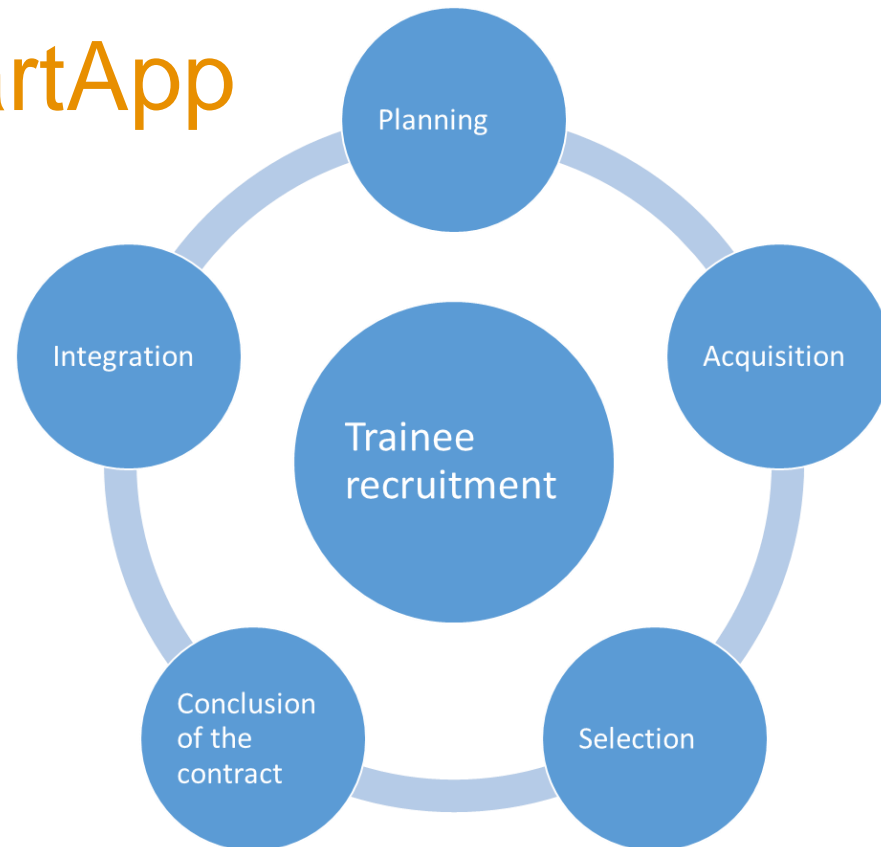 artApp
Planning
Integration
Acquisition
Trainee
recruitment
Conclusion
of the
contract
Selection